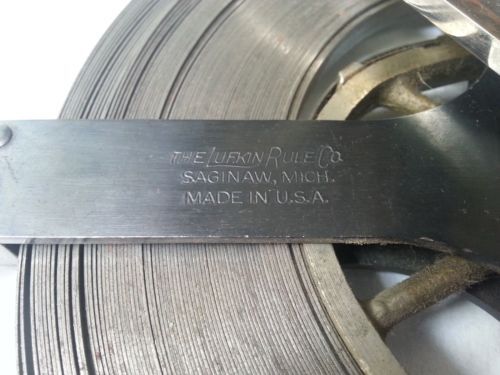 THE LUFKIN RULE CO.
SAGINAW, MICH.
MADE IN U.S.A.